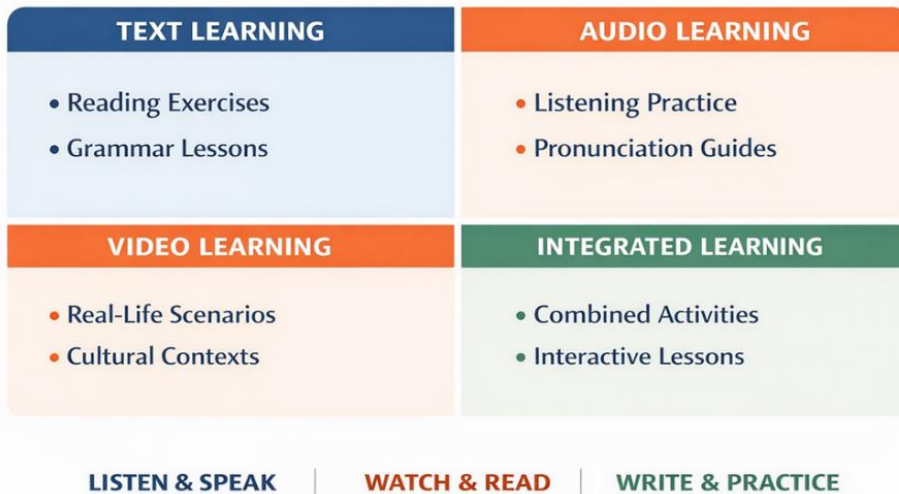 TEXT LEARNING
• Reading Exercises
• Grammar Lessons
AUDIO LEARNING
• Listening Practice
• Pronunciation Guides
VIDEO LEARNING
• Real-Life Scenarios
• Cultural Contexts
INTEGRATED LEARNING
• Combined Activities
• Interactive Lessons
LISTEN & SPEAK | WATCH & READ | WRITE & PRACTICE